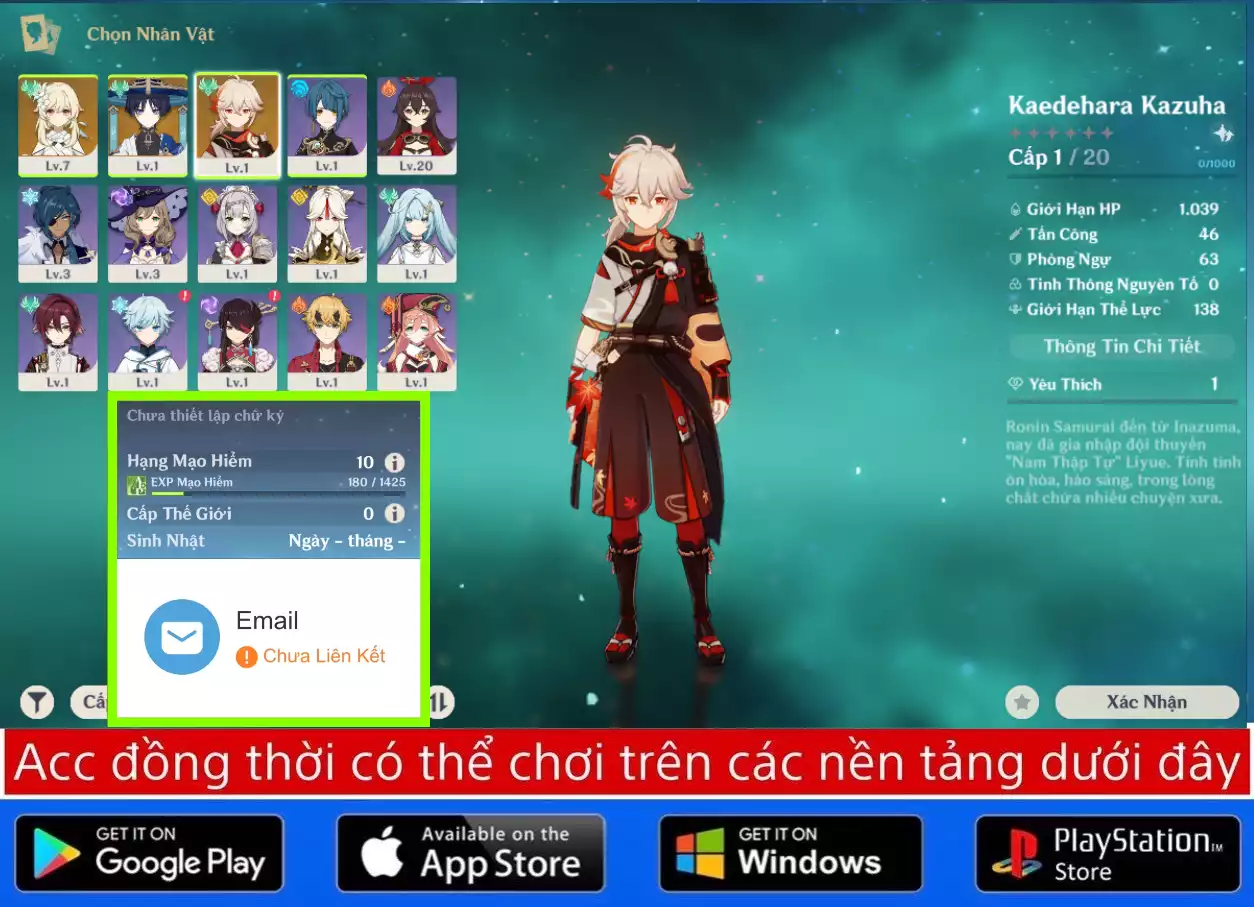 Chọn Nhân Vật
Lv.7
Lv.1
Lv.1
Lv.1
Lv.20
Lv.3
Lv.3
Lv.1
Lv.1
Lv.1
Lv.1
Lv.1
Lv.1
Lv.1
Lv.1
Kaedehara Kazuha
Cấp 1 / 20
0/1000
Giới Hạn HP 1.039
Tấn Công 46
Phòng Ngự 63
Tinh Thông Nguyên Tố 0
Giới Hạn Thể Lực 138
Thông Tin Chi Tiết
Yêu Thích 1
Ronin Samurai đến từ Inazuma,
nay đã gia nhập đội thuyền
"Nam Thập Tự" Liyue. Tính tình
ôn hòa, hào sảng, trong lòng
chất chứa nhiều chuyện xưa.
Chưa thiết lập chữ ký
Hạng Mạo Hiểm 10
EXP Mạo Hiểm 180 / 1425
Cấp Thế Giới 0
Sinh Nhật Ngày - tháng -
Email
Chưa Liên Kết
Xác Nhận
Acc đồng thời có thể chơi trên các nền tảng dưới đây
GET IT ON
Google Play
Available on the
App Store
GET IT ON
Windows
PlayStation™
Store